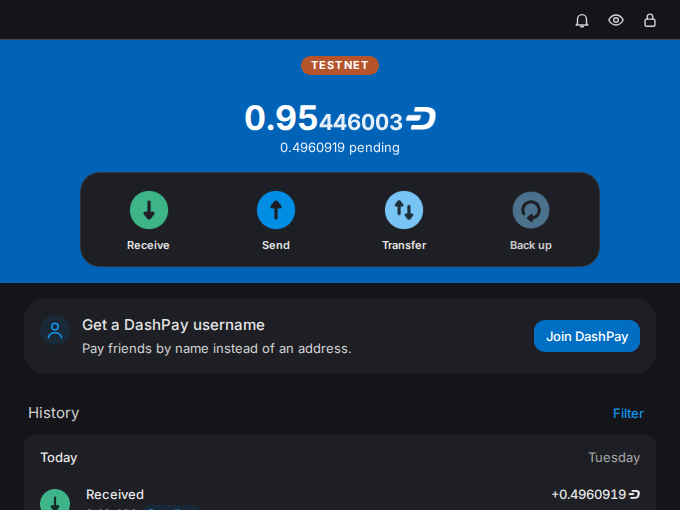 TESTNET
0.95446003
0.4960919 pending
Receive
Send
Transfer
Back up
Get a DashPay username
Pay friends by name instead of an address.
Join DashPay
History
Filter
Today
Tuesday
Received
+0.4960919